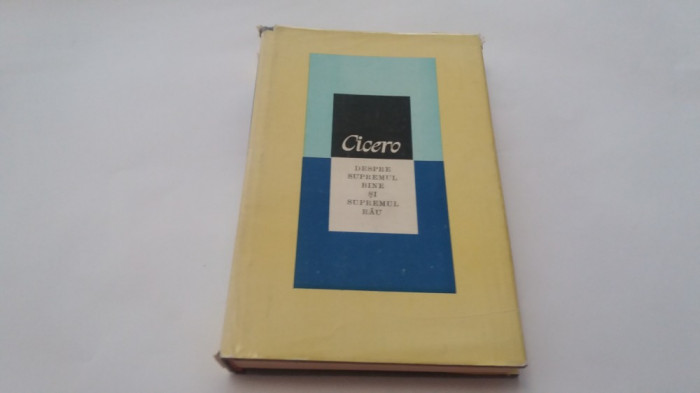 Cicero
DESPRE
SUPREMUL
BINE
ȘI
SUPREMUL
RĂU